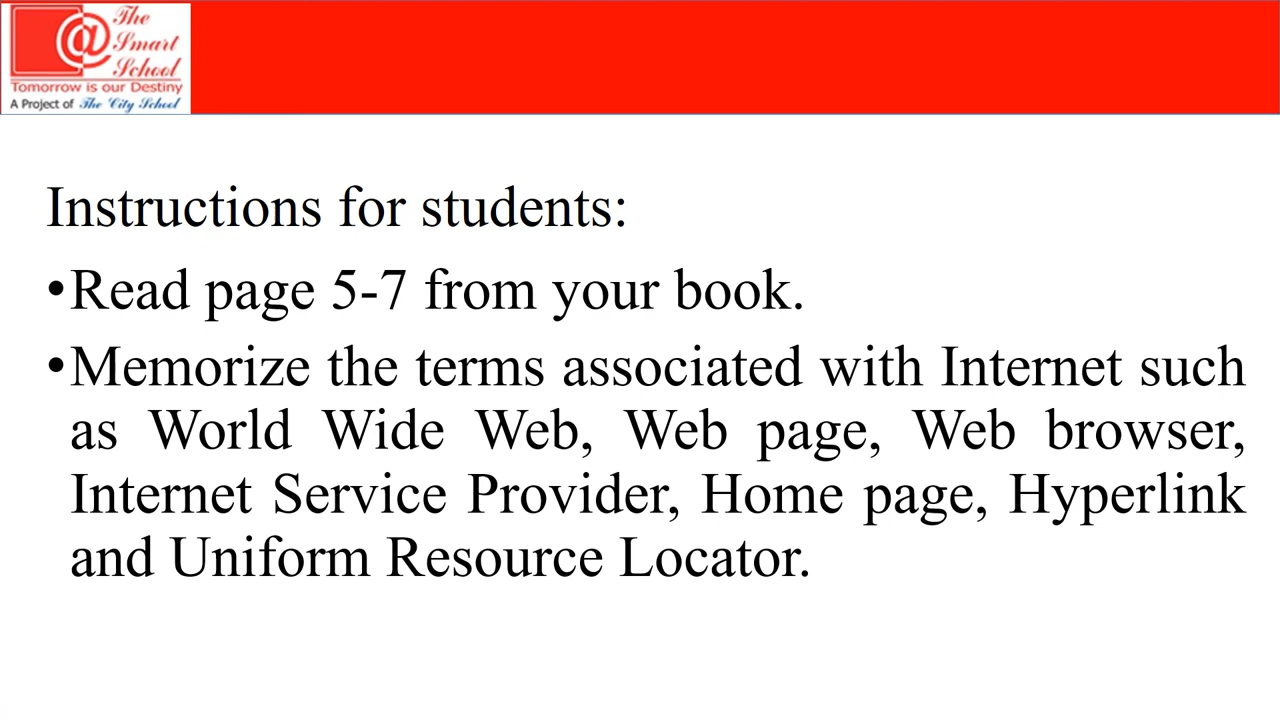 The
Smart
School
Tomorrow is our Destiny
A Project of The City School
Instructions for students:
•Read page 5-7 from your book.
•Memorize the terms associated with Internet such
as World Wide Web, Web page, Web browser,
Internet Service Provider, Home page, Hyperlink
and Uniform Resource Locator.